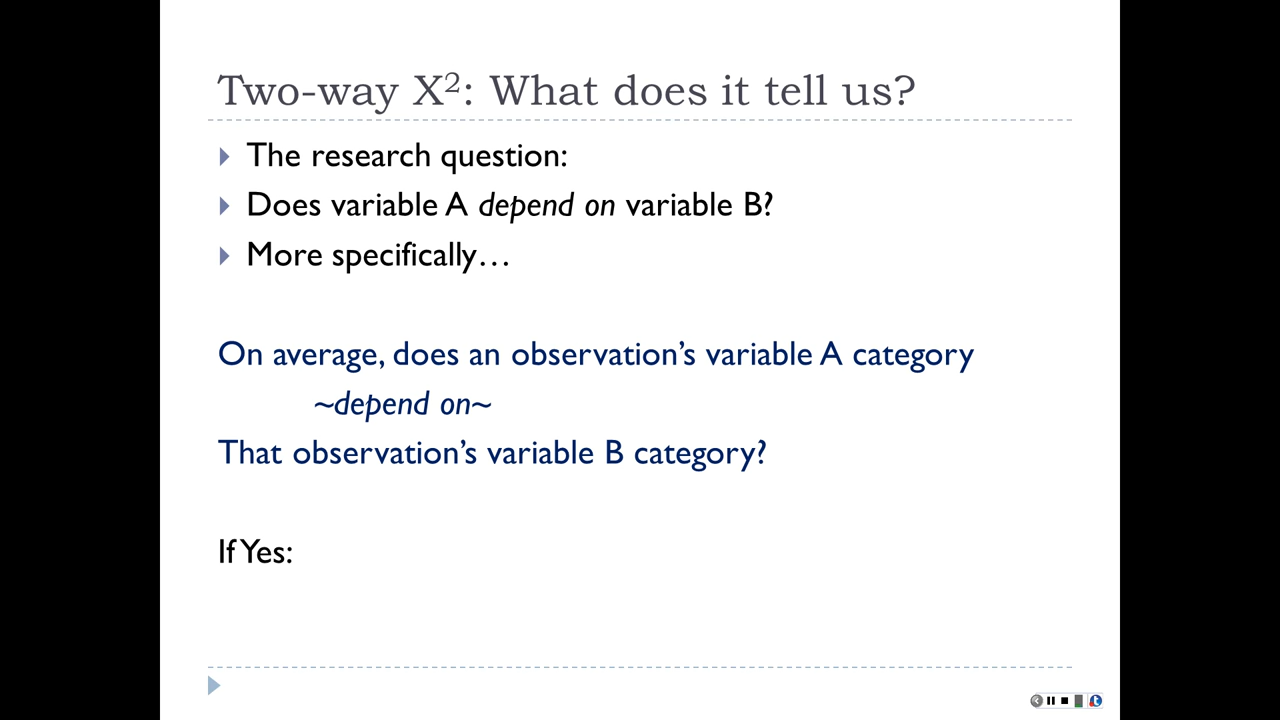 Two-way X²: What does it tell us?
The research question:
Does variable A depend on variable B?
More specifically…
On average, does an observation’s variable A category
~depend on~
That observation’s variable B category?
If Yes: